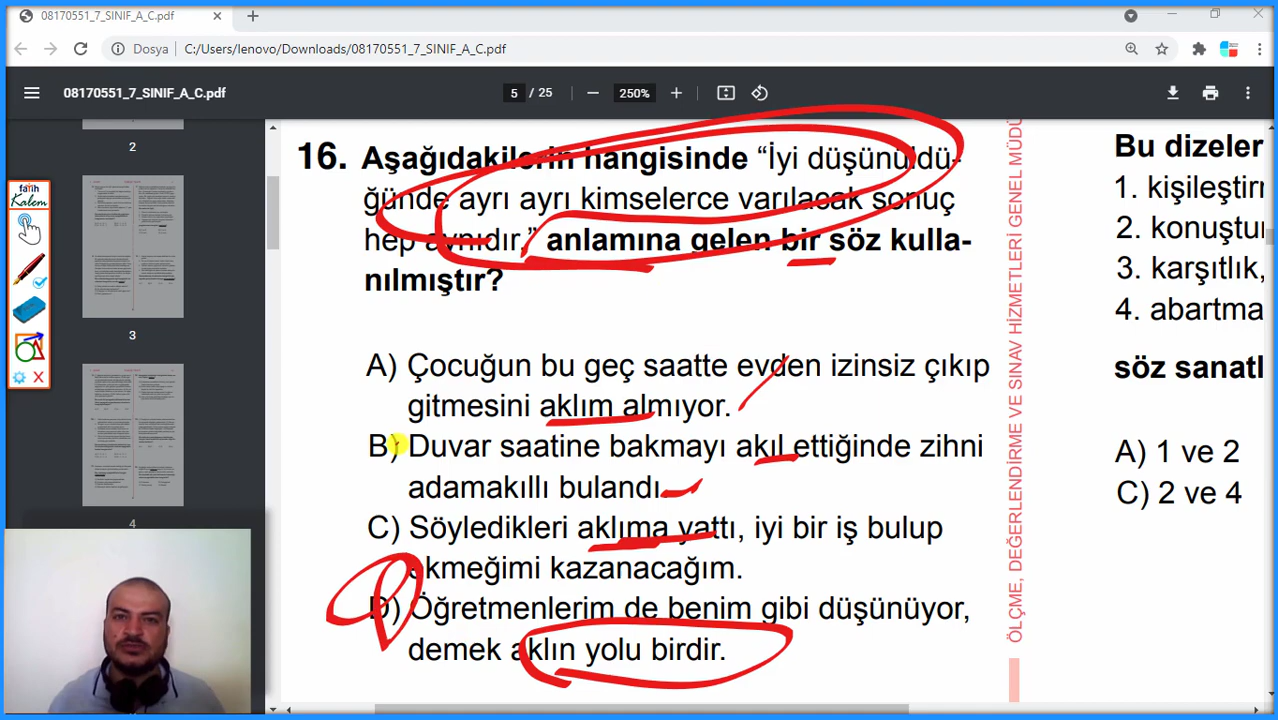 08170551_7_SINIF_A_C.pdf
Dosya
C:/Users/lenovo/Downloads/08170551_7_SINIF_A_C.pdf
08170551_7_SINIF_A_C.pdf
5 / 25
250%
2
3
4
fatih
Kalem
16. Aşağıdakilerin hangisinde “İyi düşünüldü-
ğünde ayrı ayrı kimselerce varılacak sonuç
hep aynıdır.” anlamına gelen bir söz kulla-
nılmıştır?
A) Çocuğun bu geç saatte evden izinsiz çıkıp
gitmesini aklım almıyor.
B) Duvar saatine bakmayı akıl ettiğinde zihni
adamakıllı bulandı.
C) Söyledikleri aklıma yattı, iyi bir iş bulup
ekmeğimi kazanacağım.
D) Öğretmenlerim de benim gibi düşünüyor,
demek aklın yolu birdir.
ÖLÇME, DEĞERLENDİRME VE SINAV HİZMETLERİ GENEL MÜDÜ
Bu dizeler
1. kişileştirm
2. konuştur
3. karşıtlık,
4. abartma
söz sanatl
A) 1 ve 2
C) 2 ve 4